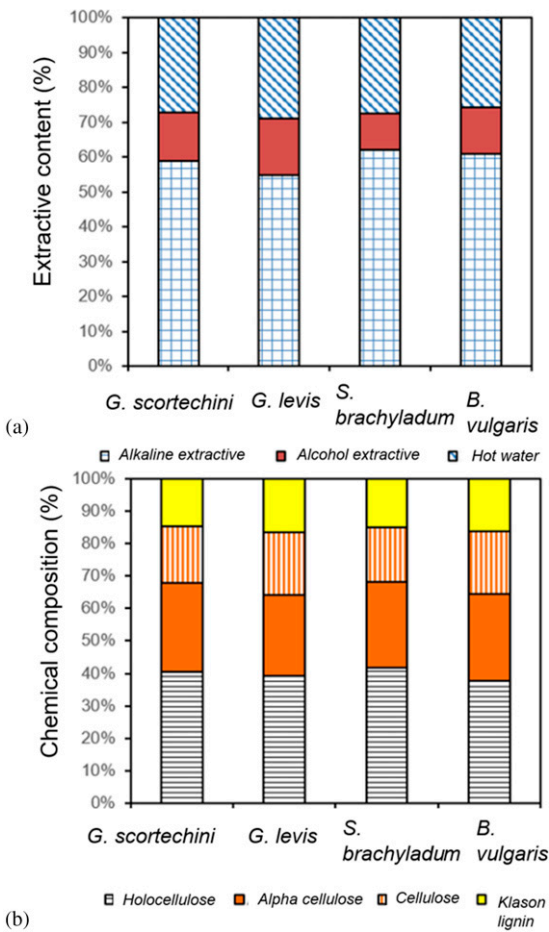 Extractive content (%)
100%
90%
80%
70%
60%
50%
40%
30%
20%
10%
0%
G. scortechini
G. levis
S.
brachyladum
B.
vulgaris
(a)
Alkaline extractive
Alcohol extractive
Hot water
Chemical composition (%)
100%
90%
80%
70%
60%
50%
40%
30%
20%
10%
0%
G. scortechini
G. levis
S.
brachyladum
B.
vulgaris
Holocellulose
Alpha cellulose
Cellulose
Klason
lignin
(b)